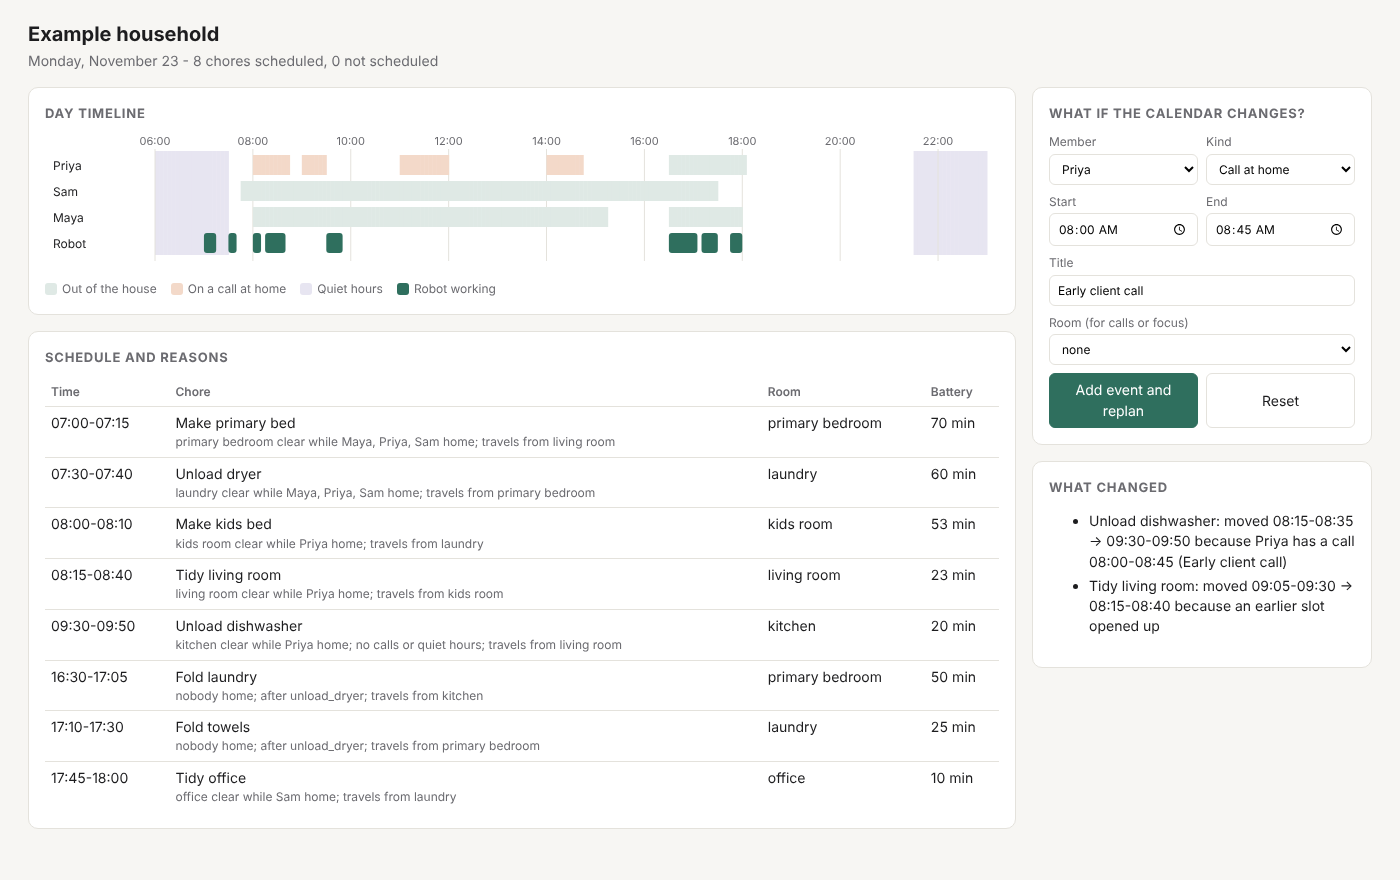 Example household
Monday, November 23 - 8 chores scheduled, 0 not scheduled
DAY TIMELINE
06:00 08:00 10:00 12:00 14:00 16:00 18:00 20:00 22:00
Priya
Sam
Maya
Robot
Out of the house On a call at home Quiet hours Robot working
SCHEDULE AND REASONS
Time Chore Room Battery
07:00-07:15 Make primary bed primary bedroom 70 min
primary bedroom clear while Maya, Priya, Sam home; travels from living room
07:30-07:40 Unload dryer laundry 60 min
laundry clear while Maya, Priya, Sam home; travels from primary bedroom
08:00-08:10 Make kids bed kids room 53 min
kids room clear while Priya home; travels from laundry
08:15-08:40 Tidy living room living room 23 min
living room clear while Priya home; travels from kids room
09:30-09:50 Unload dishwasher kitchen 20 min
kitchen clear while Priya home; no calls or quiet hours; travels from living room
16:30-17:05 Fold laundry primary bedroom 50 min
nobody home; after unload_dryer; travels from kitchen
17:10-17:30 Fold towels laundry 25 min
nobody home; after unload_dryer; travels from primary bedroom
17:45-18:00 Tidy office office 10 min
office clear while Sam home; travels from laundry
WHAT IF THE CALENDAR CHANGES?
Member Kind
Priya Call at home
Start End
08:00 AM 08:45 AM
Title
Early client call
Room (for calls or focus)
none
Add event and
replan
Reset
WHAT CHANGED
• Unload dishwasher: moved 08:15-08:35
→ 09:30-09:50 because Priya has a call
08:00-08:45 (Early client call)
• Tidy living room: moved 09:05-09:30 →
08:15-08:40 because an earlier slot
opened up